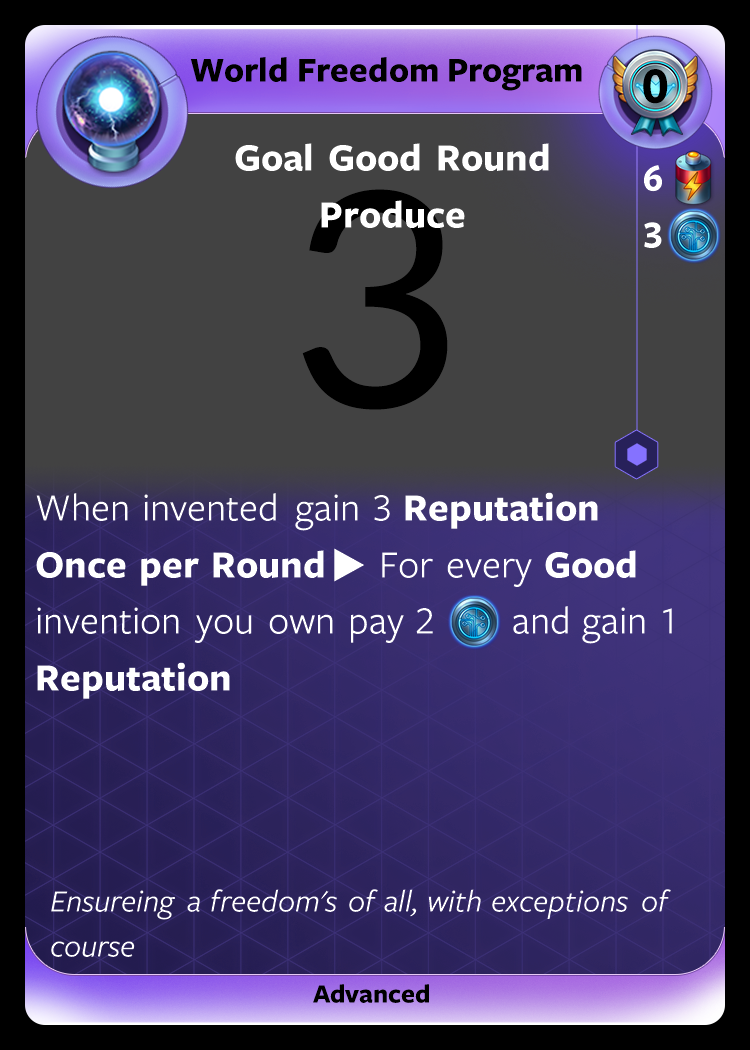 World Freedom Program
0
Goal Good Round
Produce
6
3
3
When invented gain 3 Reputation
Once per Round▶ For every Good
invention you own pay 2 and gain 1
Reputation
Ensureing a freedom's of all, with exceptions of
course
Advanced